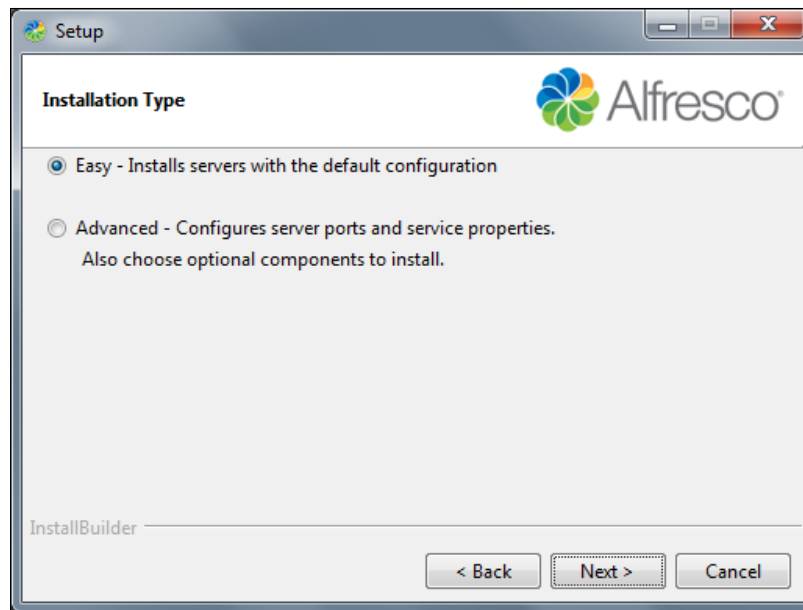 Setup
Installation Type
Alfresco®
Easy - Installs servers with the default configuration
Advanced - Configures server ports and service properties.
Also choose optional components to install.
InstallBuilder
< Back
Next >
Cancel